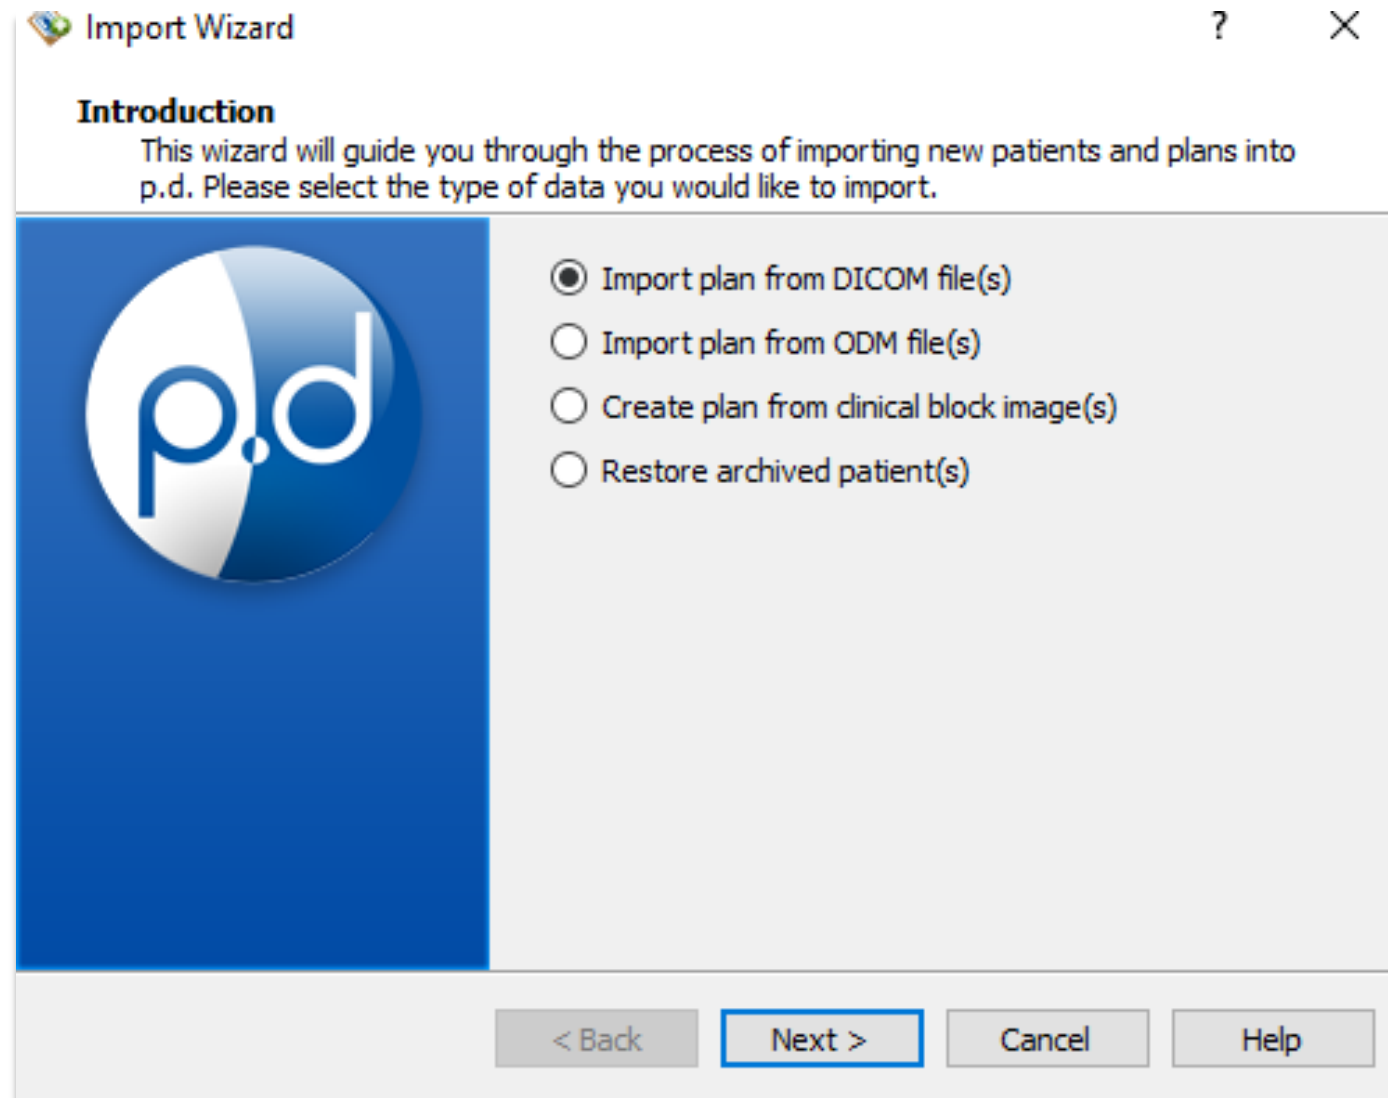 Import Wizard ?
Introduction
This wizard will guide you through the process of importing new patients and plans into
p.d. Please select the type of data you would like to import.
p.d
Import plan from DICOM file(s)
Import plan from ODM file(s)
Create plan from clinical block image(s)
Restore archived patient(s)
< Back Next > Cancel Help